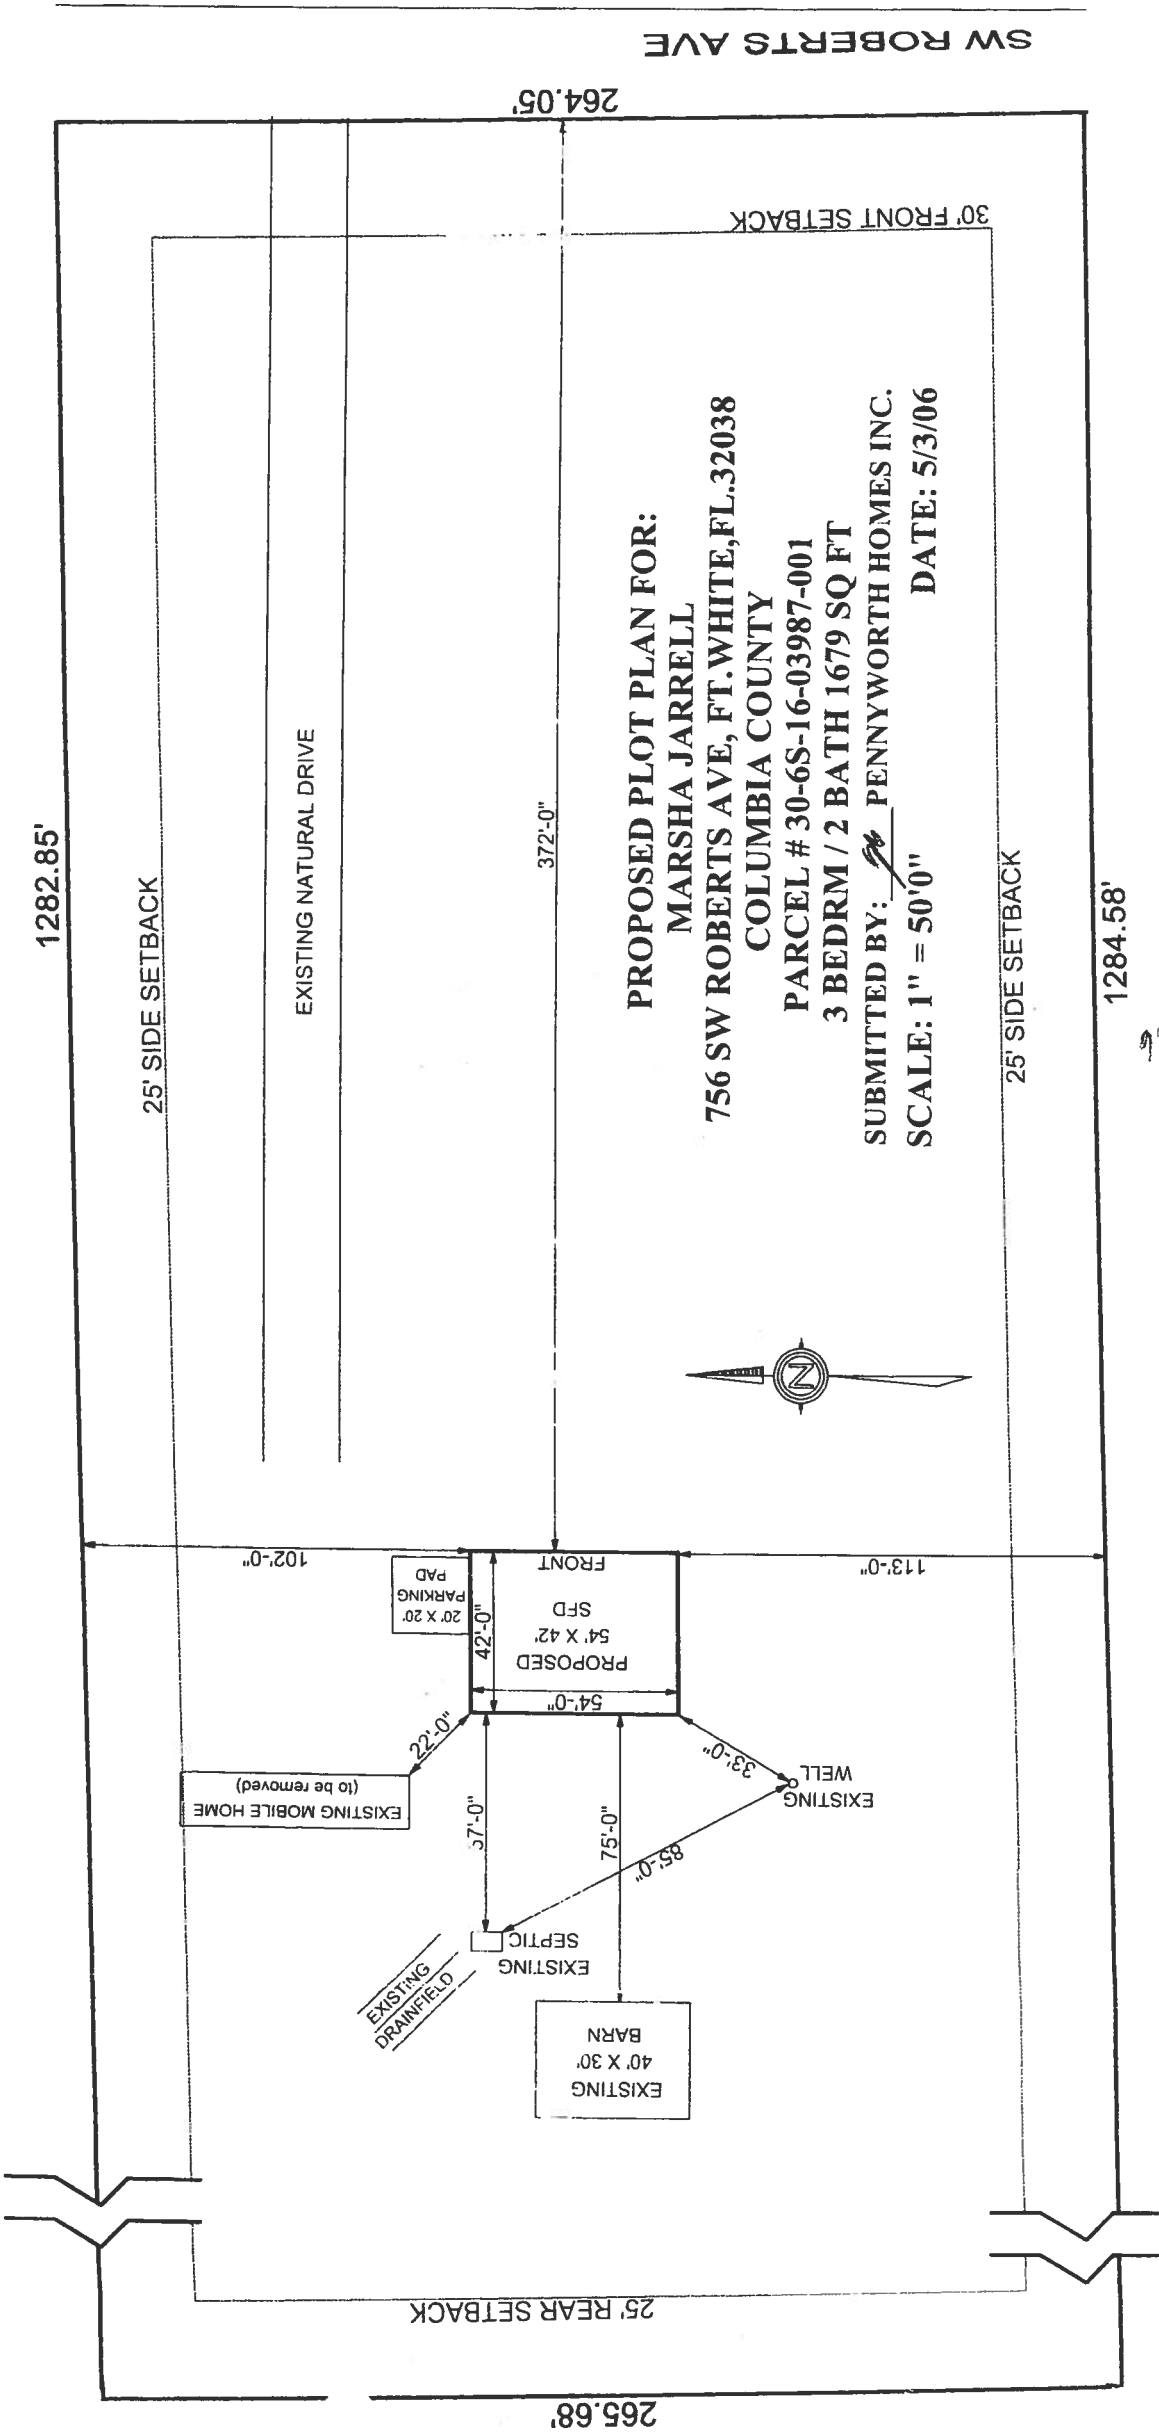 SW ROBERTS AVE
264.05'
30' FRONT SETBACK
1282.85'
25' SIDE SETBACK
EXISTING NATURAL DRIVE
372'-0"
PROPOSED PLOT PLAN FOR:
MARSHA JARRELL
756 SW ROBERTS AVE, FT.WHITE,FL.32038
COLUMBIA COUNTY
PARCEL # 30-6S-16-03987-001
3 BEDRM / 2 BATH 1679 SQ FT
SUBMITTED BY: PENNYWORTH HOMES INC.
SCALE: 1" = 50'0" DATE: 5/3/06
25' SIDE SETBACK
1284.58'
N
102'-0"
20' X 20'
PARKING
PAD
42'-0"
PROPOSED
54' X 42'
SFD
FRONT
54'-0"
113'-0"
22'-0"
EXISTING MOBILE HOME
(to be removed)
75'-0"
33'-0"
85'-0"
EXISTING
WELL
EXISTING
SEPTIC
EXISTING
DRAINFIELD
EXISTING
40' X 30'
BARN
25' REAR SETBACK
265.68'